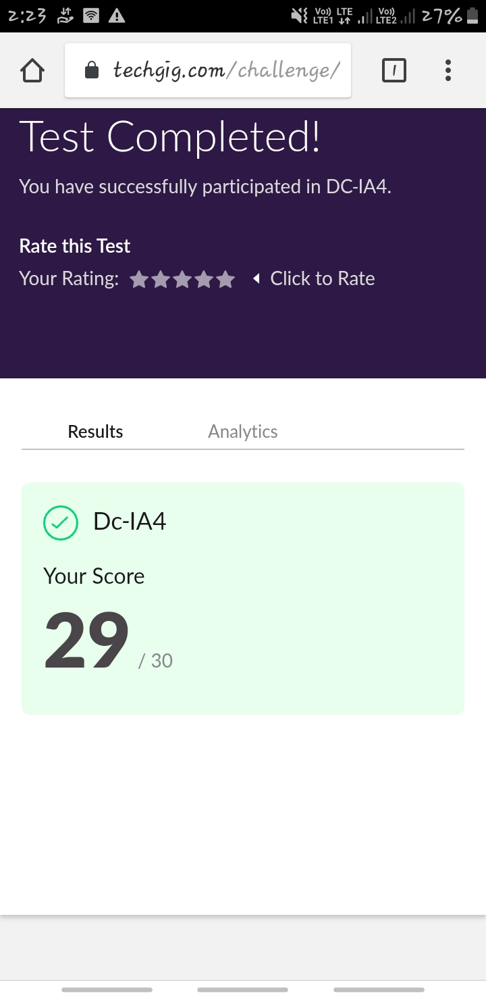 2:23 Vo)) LTE LTE1 Vo)) LTE2 27%
techgig.com/challenge/
1
Test Completed!
You have successfully participated in DC-IA4.
Rate this Test
Your Rating: Click to Rate
Results Analytics
Dc-IA4
Your Score
29 / 30